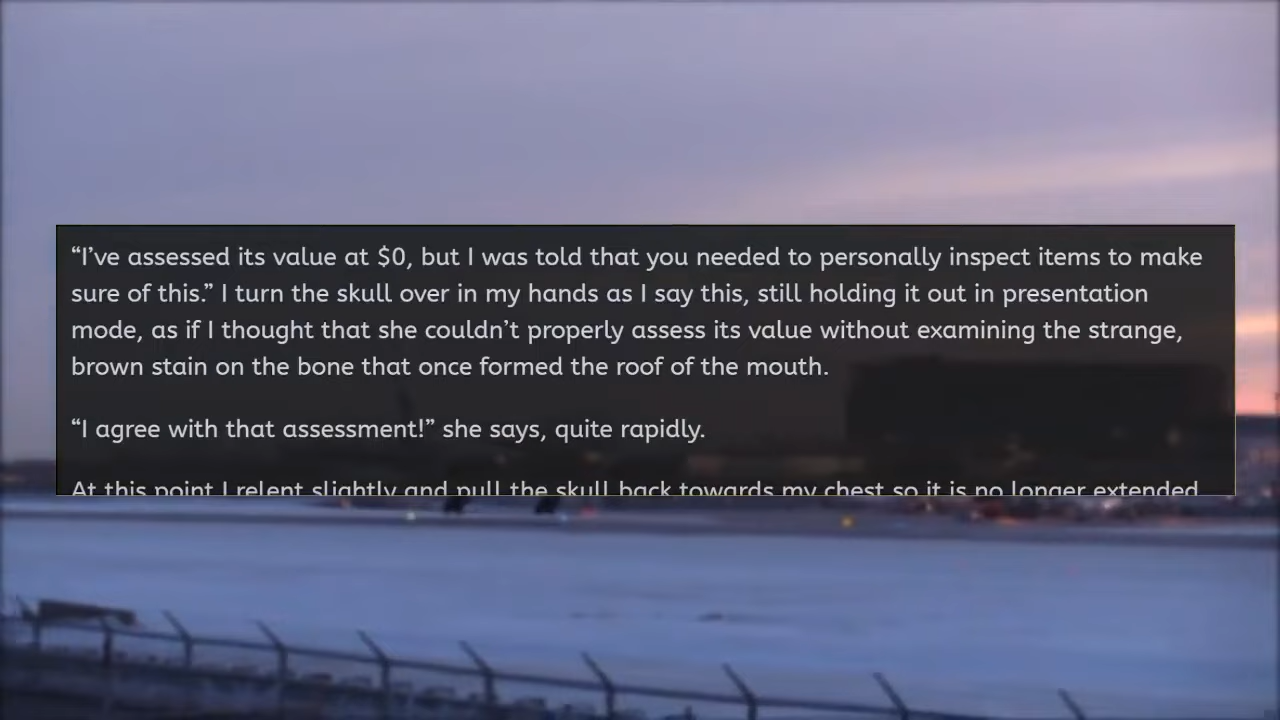 “I’ve assessed its value at $0, but I was told that you needed to personally inspect items to make
sure of this.” I turn the skull over in my hands as I say this, still holding it out in presentation
mode, as if I thought that she couldn’t properly assess its value without examining the strange,
brown stain on the bone that once formed the roof of the mouth.
“I agree with that assessment!” she says, quite rapidly.
At this point I relent slightly and pull the skull back towards my chest so it is no longer extended